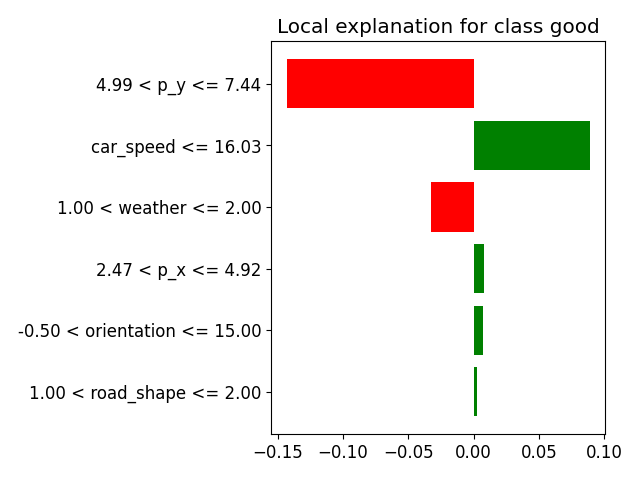 Local explanation for class good
4.99 < p_y <= 7.44
car_speed <= 16.03
1.00 < weather <= 2.00
2.47 < p_x <= 4.92
-0.50 < orientation <= 15.00
1.00 < road_shape <= 2.00
−0.15 −0.10 −0.05 0.00 0.05 0.10